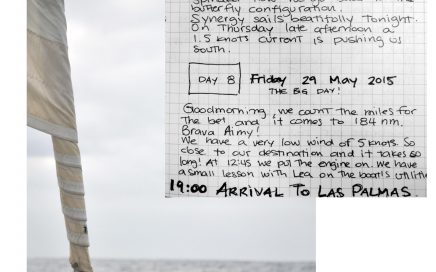 butterfly configuration.
Synergy sails beatifully tonight.
On Thursday late afternoon a
1.5 knots current is pushing us
south.
DAY 8 Friday 29 May 2015
THE BIG DAY!
Goodmorning, we count the miles for
the bet and it comes to 184 nm.
Brava Aimy!
We have a very low wind of 5 knots. So
close to our destination and it takes so
long! At 12:45 we put the engine on. We have
a small lesson with Lea on the boat's utilitie
19:00 ARRIVAL TO LAS PALMAS.